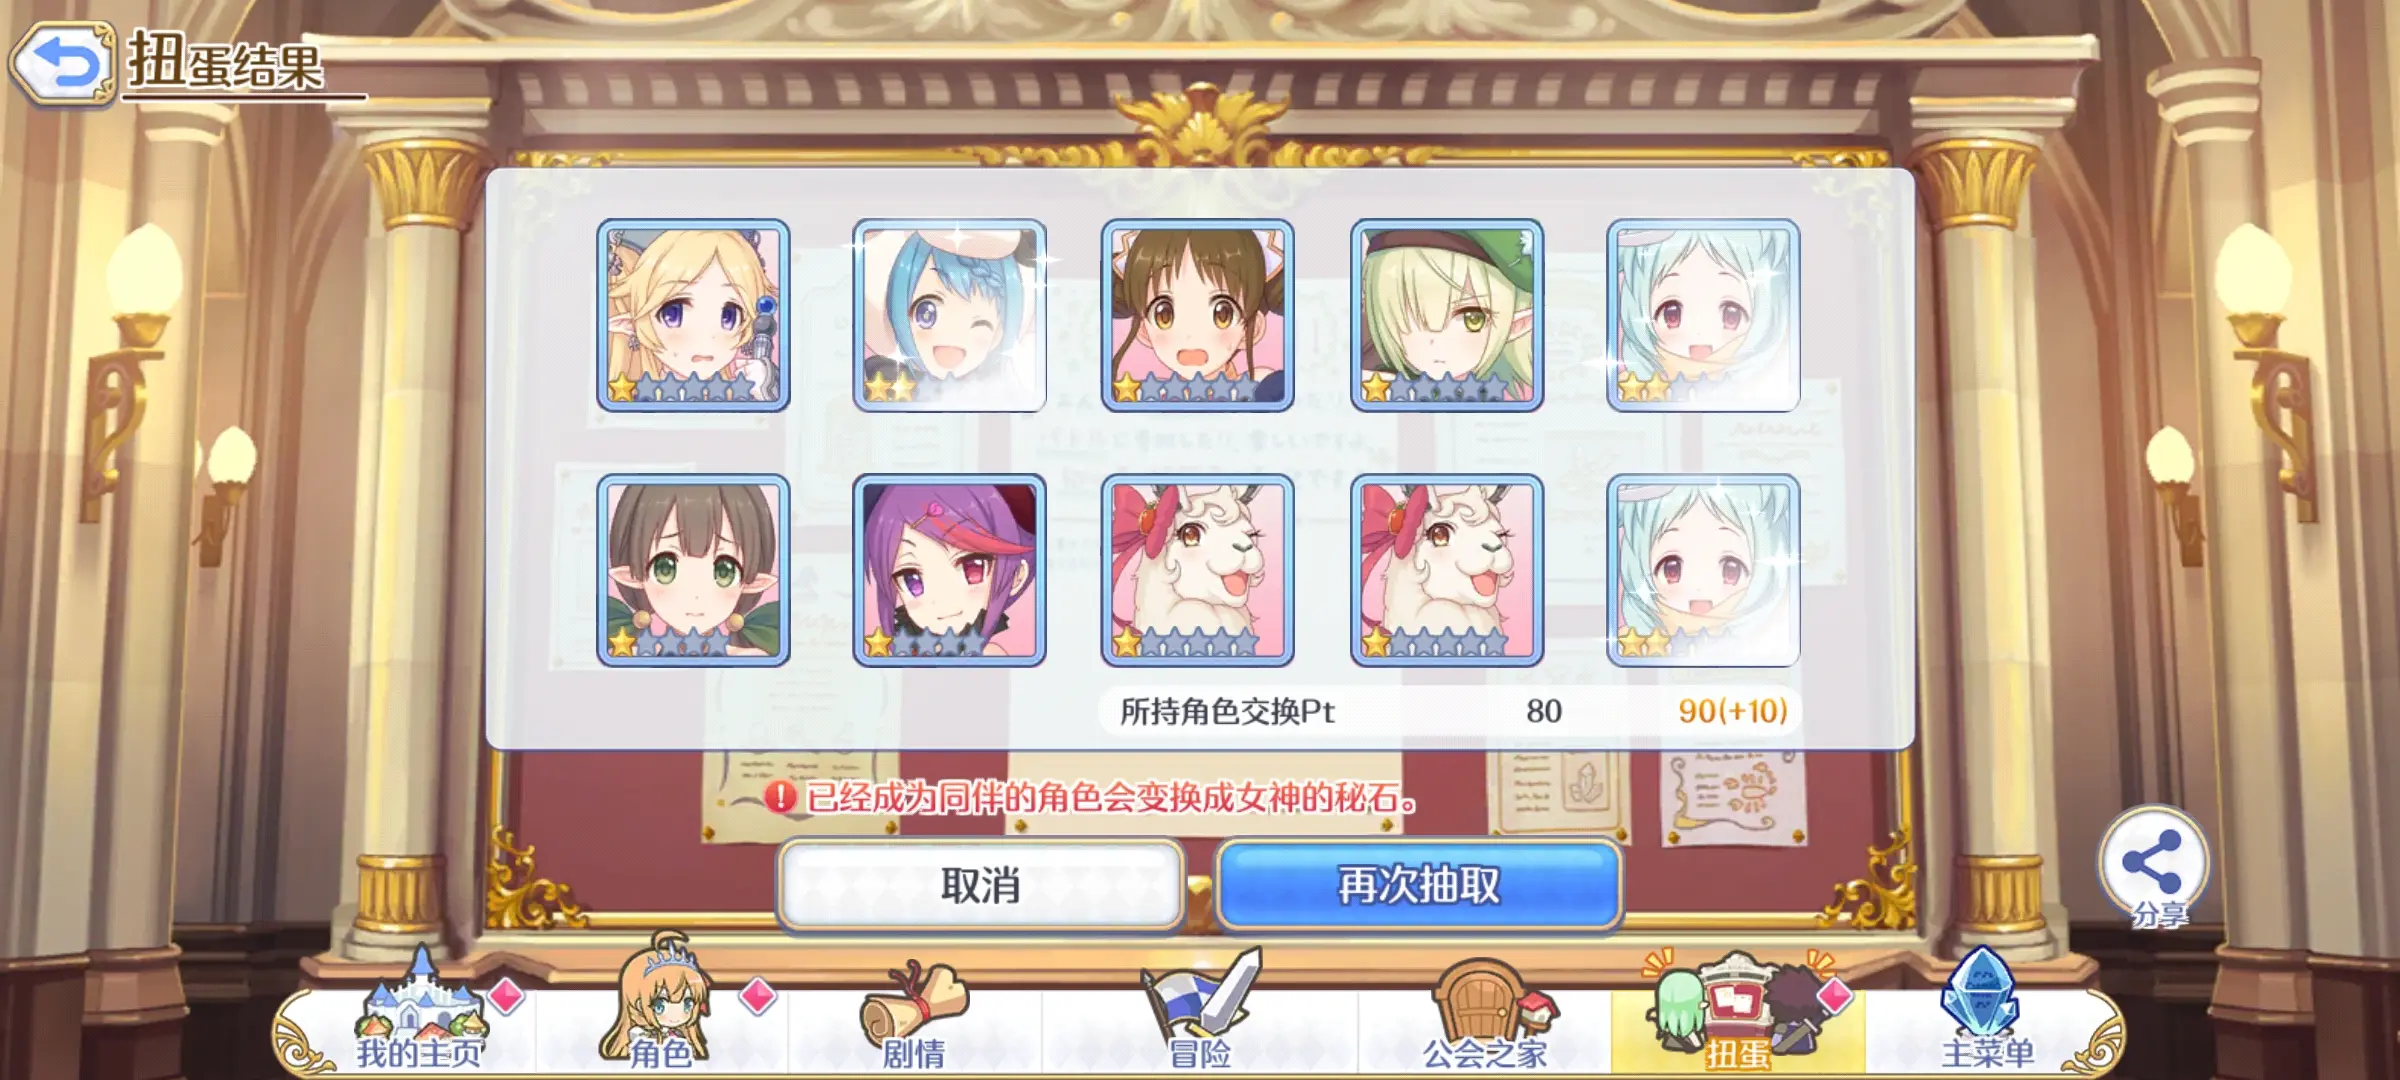 扭蛋结果
所持角色交换Pt 80 90(+10)
已经成为同伴的角色会变换成女神的秘石。
取消
再次抽取
分享
我的主页
角色
剧情
冒险
公会之家
扭蛋
主菜单